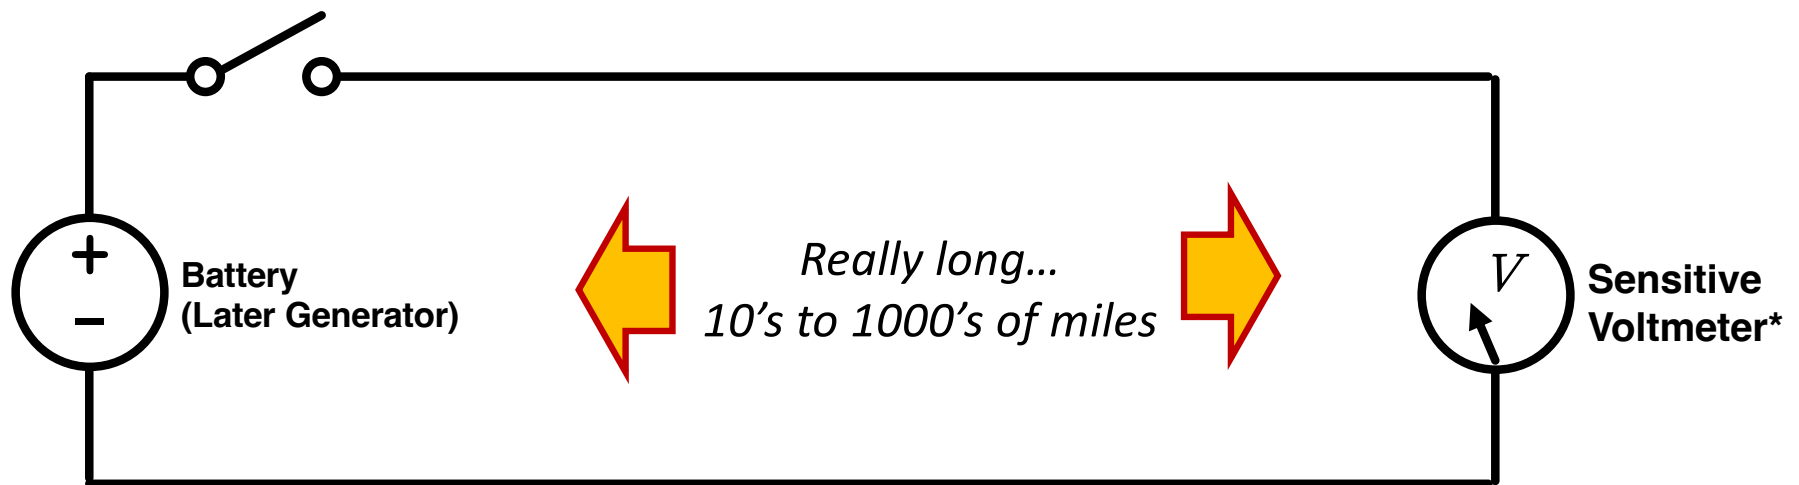 +
−
Battery
(Later Generator)
Really long…
10’s to 1000’s of miles
V
Sensitive
Voltmeter*